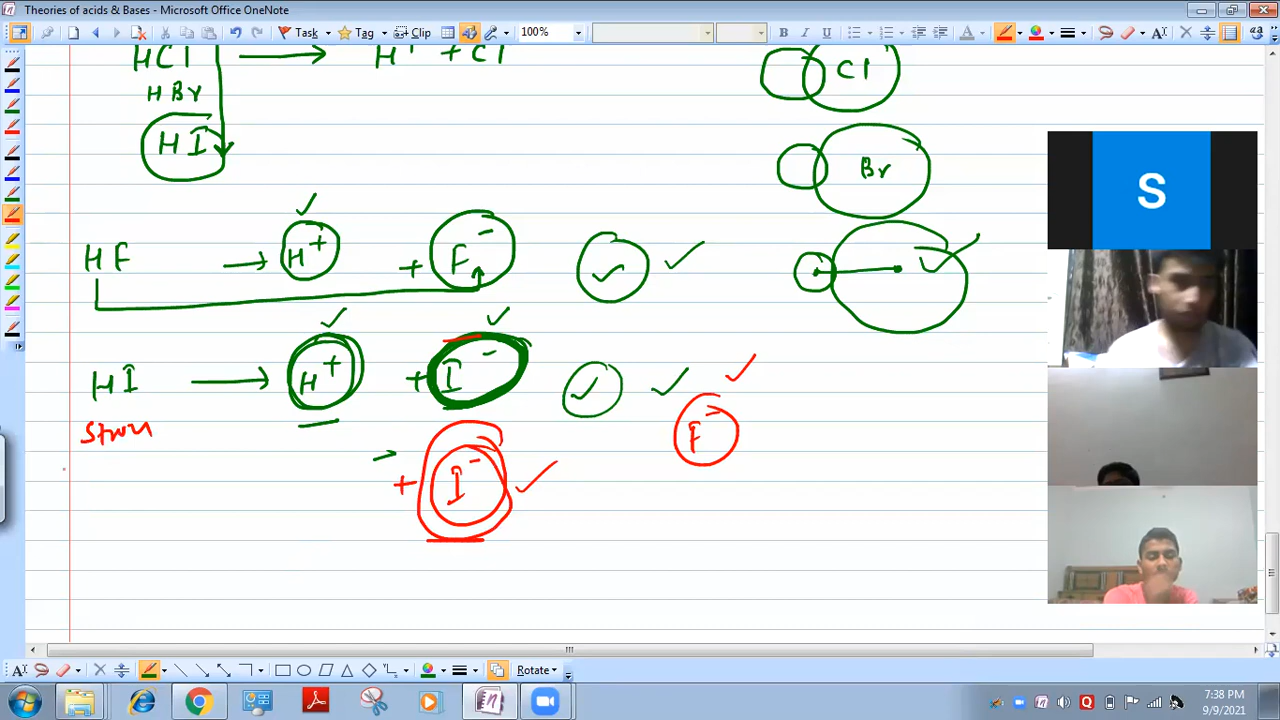 Theories of acids & Bases - Microsoft OneNote
Task Tag Clip 100%
HCl → H+ + Cl
HBr
HI
Cl
Br
HF → H+ + F-
HI → H+ + I-
Stron
→ + I-
F-
S
Rotate
7:38 PM
9/9/2021